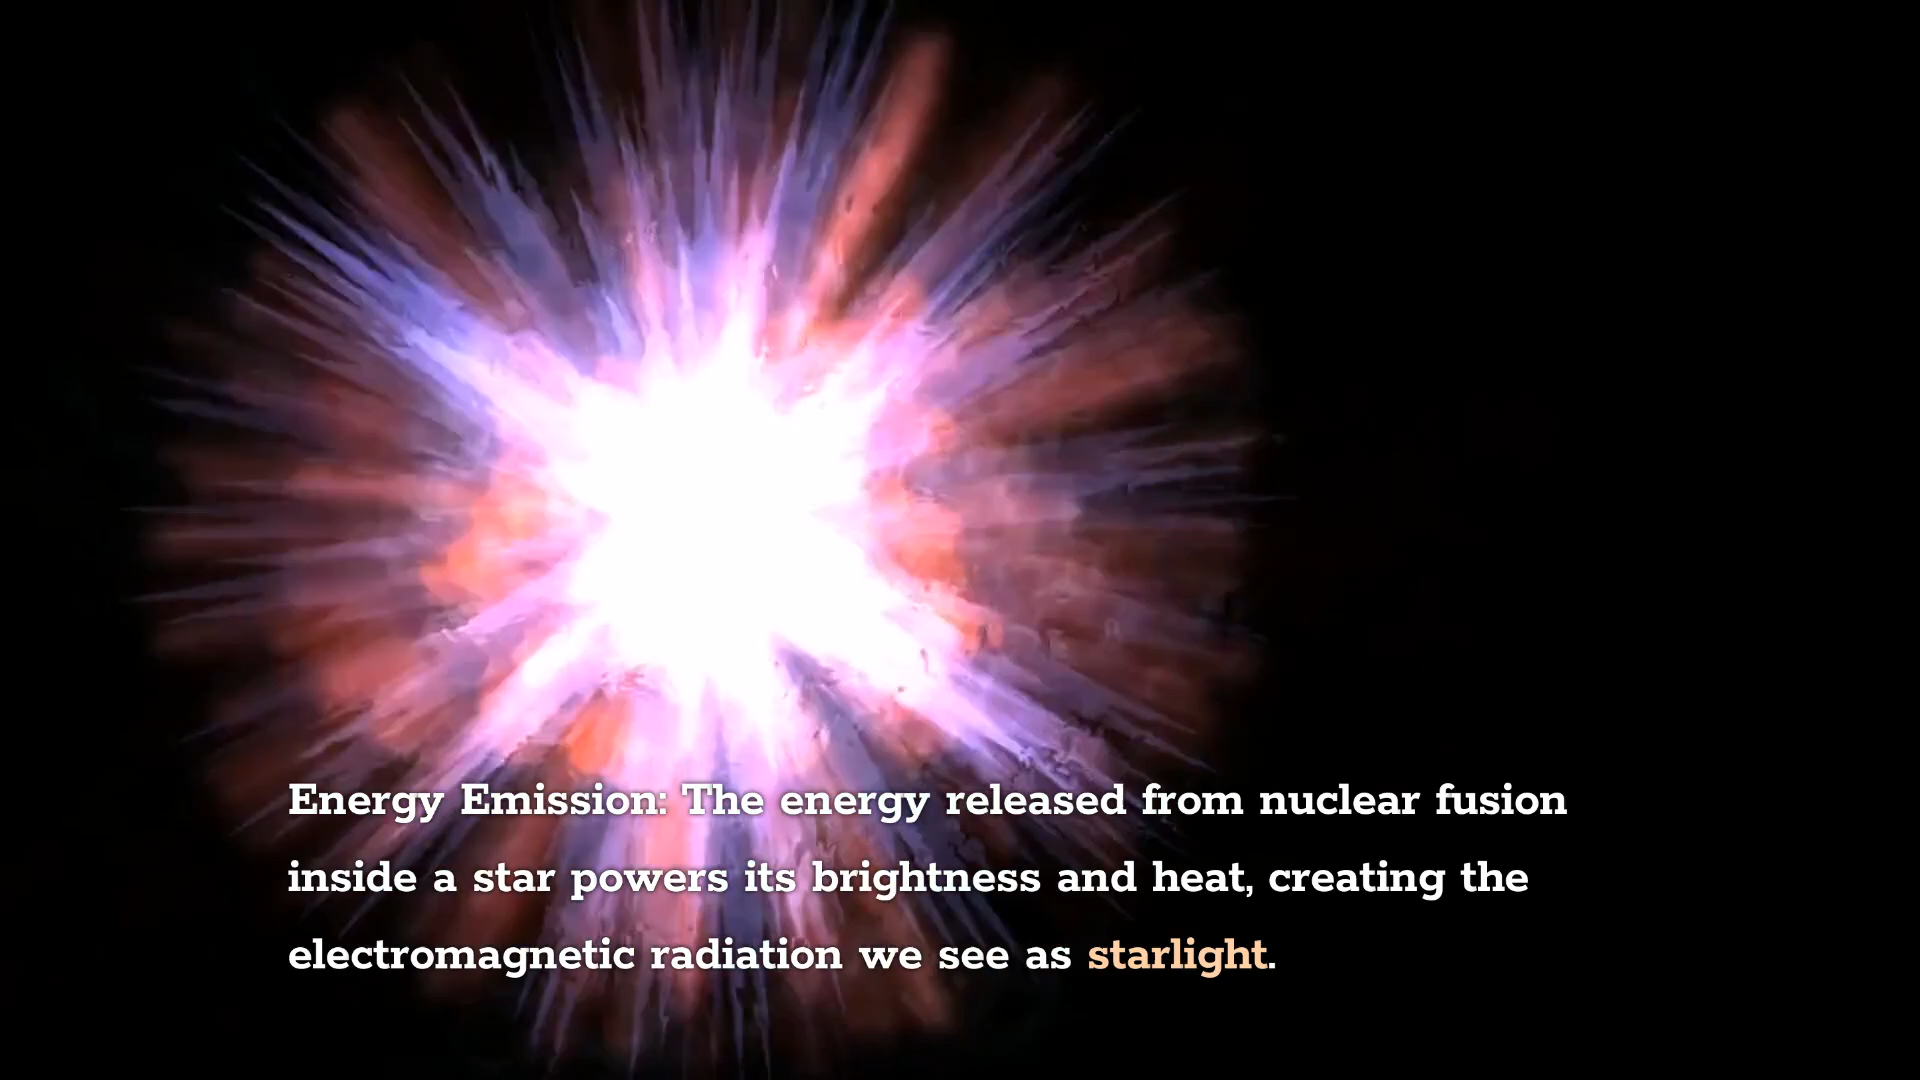 Energy Emission: The energy released from nuclear fusion
inside a star powers its brightness and heat, creating the
electromagnetic radiation we see as starlight.